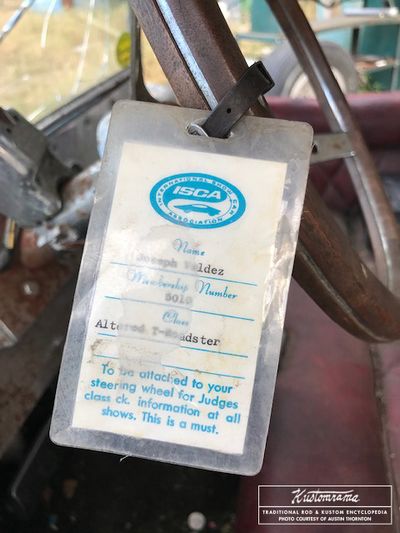 INTERNATIONAL SHOW CAR
ISCA
ASSOCIATION
Name
Joseph Valdez
Membership Number
5010
Class
Altered T-Roadster
To be attached to your
steering wheel for Judges
class ck. information at all
shows. This is a must.
Kustomrama
TRADITIONAL ROD & KUSTOM ENCYCLOPEDIA
PHOTO COURTESY OF AUSTIN THORNTON